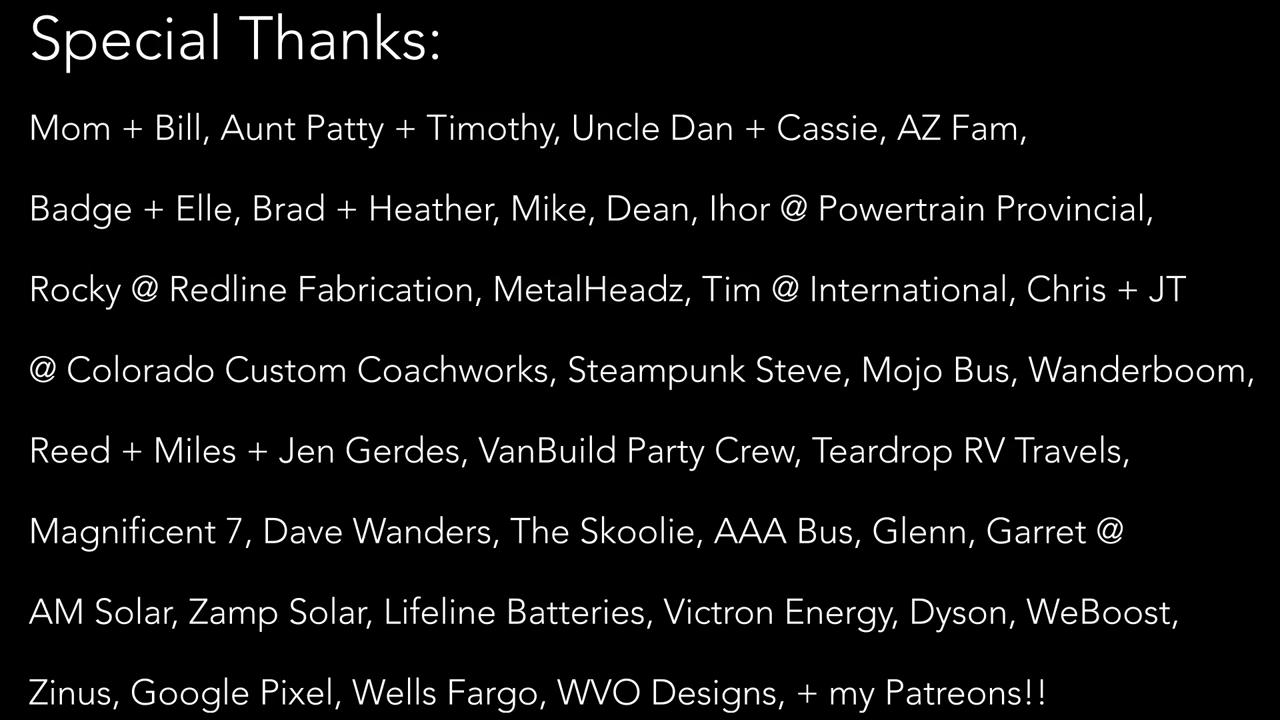 Special Thanks:
Mom + Bill, Aunt Patty + Timothy, Uncle Dan + Cassie, AZ Fam,
Badge + Elle, Brad + Heather, Mike, Dean, Ihor @ Powertrain Provincial,
Rocky @ Redline Fabrication, MetalHeadz, Tim @ International, Chris + JT
@ Colorado Custom Coachworks, Steampunk Steve, Mojo Bus, Wanderboom,
Reed + Miles + Jen Gerdes, VanBuild Party Crew, Teardrop RV Travels,
Magnificent 7, Dave Wanders, The Skoolie, AAA Bus, Glenn, Garret @
AM Solar, Zamp Solar, Lifeline Batteries, Victron Energy, Dyson, WeBoost,
Zinus, Google Pixel, Wells Fargo, WVO Designs, + my Patreons!!